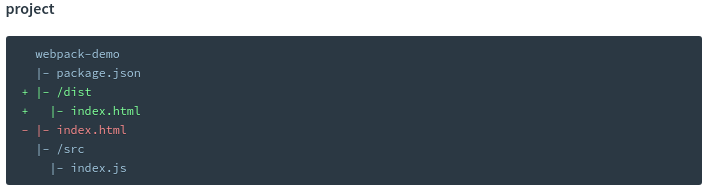 project
webpack-demo
|- package.json
+ |- /dist
+ |- index.html
- |- index.html
|- /src
|- index.js